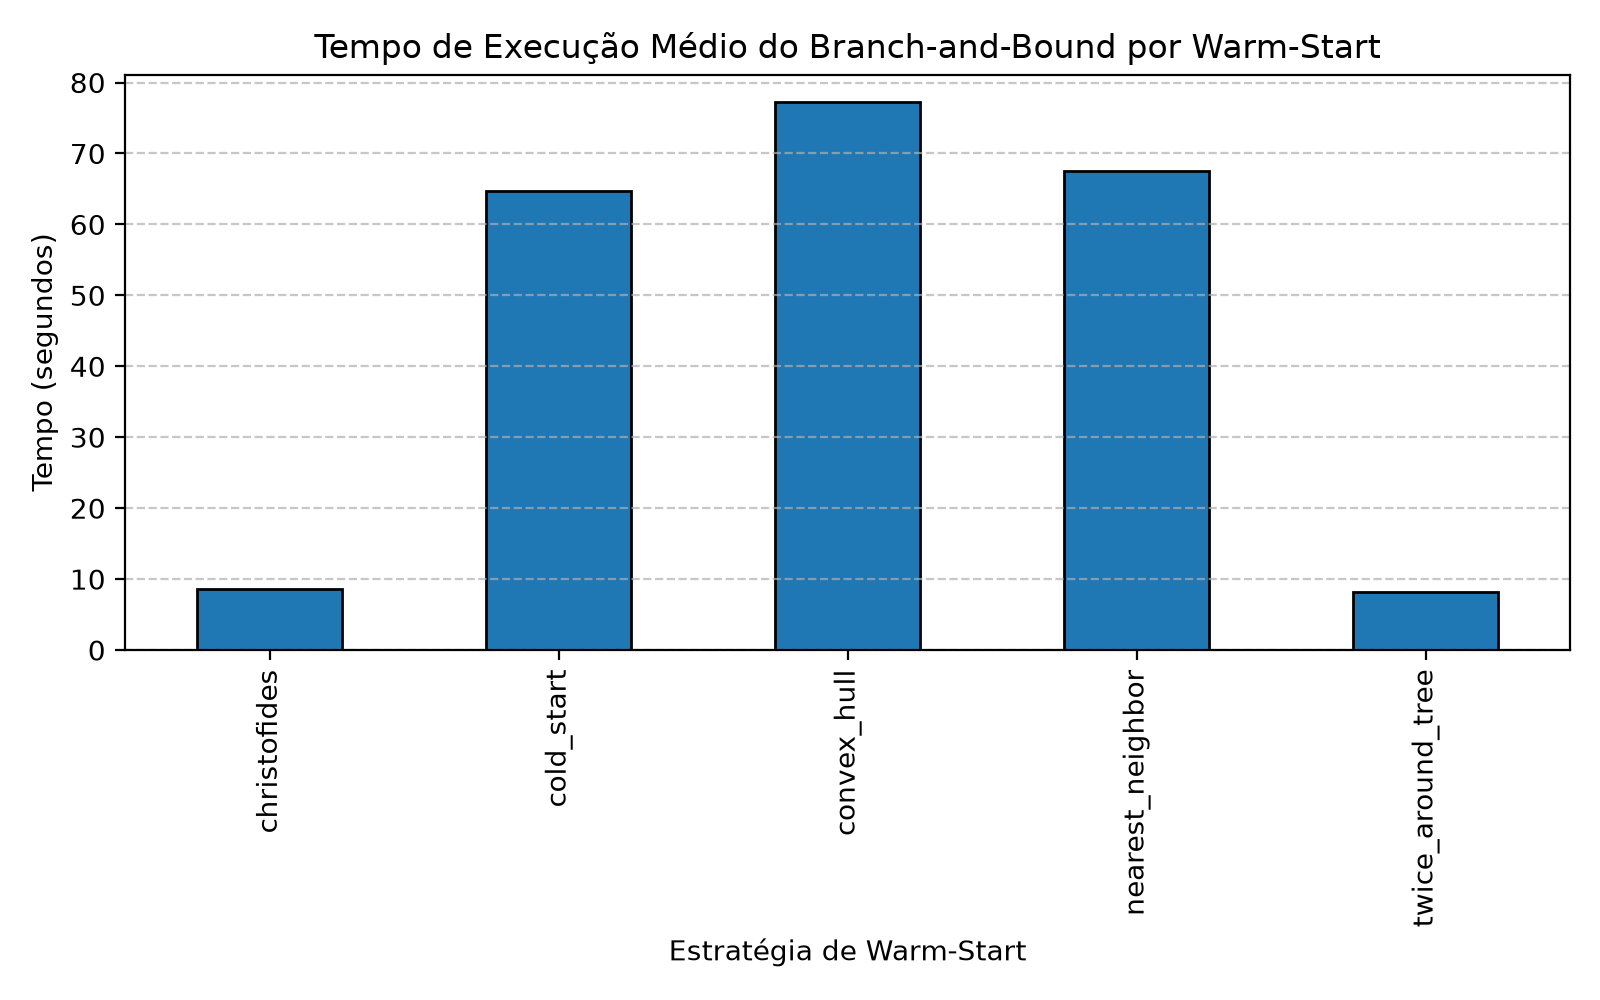 Tempo de Execução Médio do Branch-and-Bound por Warm-Start
Tempo (segundos)
80
70
60
50
40
30
20
10
0
christofides
cold_start
convex_hull
nearest_neighbor
twice_around_tree
Estratégia de Warm-Start